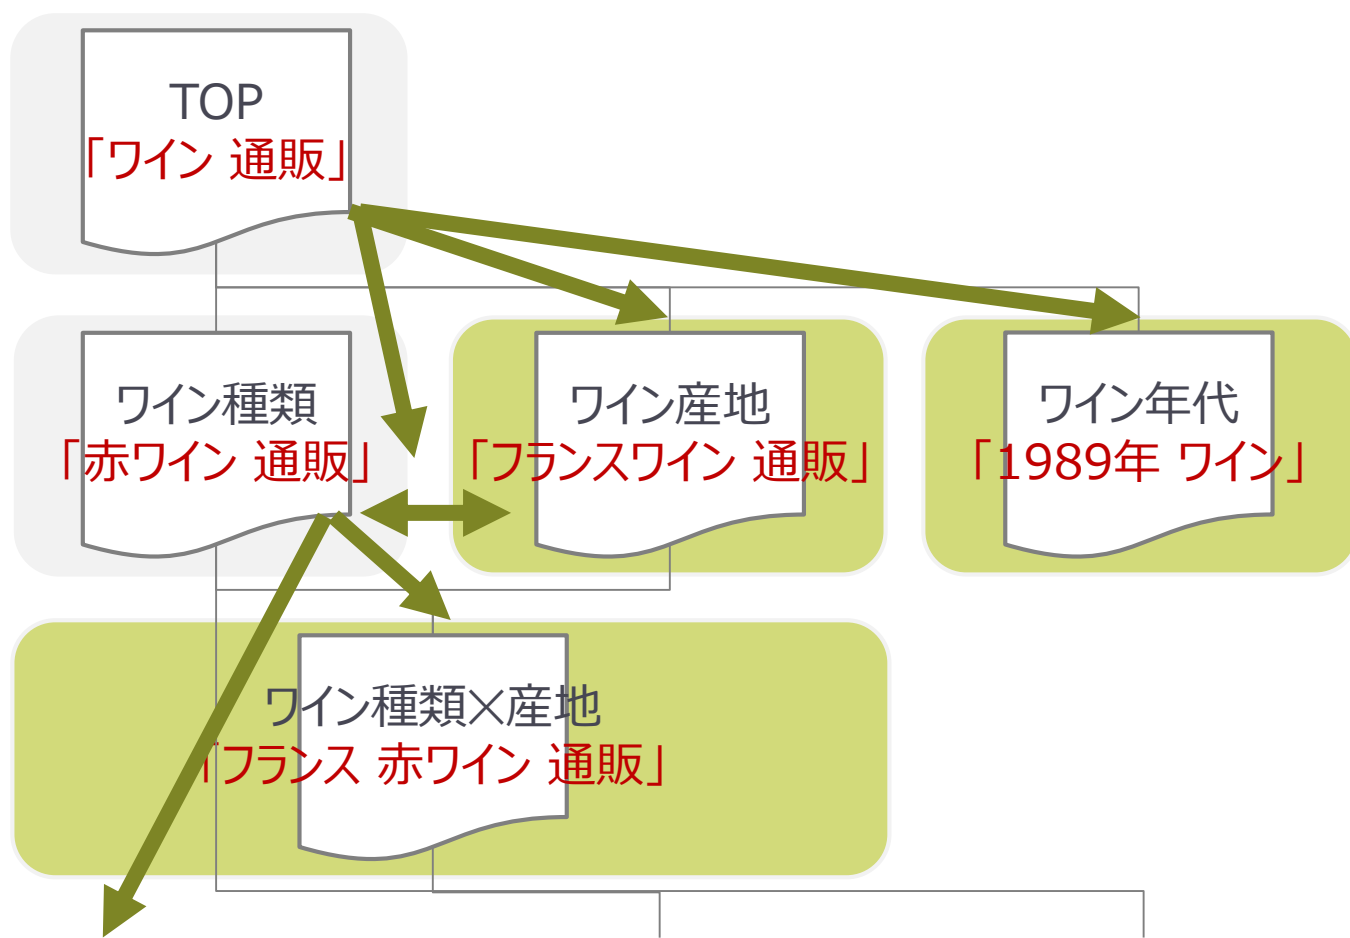 TOP
「ワイン 通販」
ワイン種類
「赤ワイン 通販」
ワイン産地
「フランスワイン 通販」
ワイン年代
「1989年 ワイン」
ワイン種類×産地
「フランス 赤ワイン 通販」